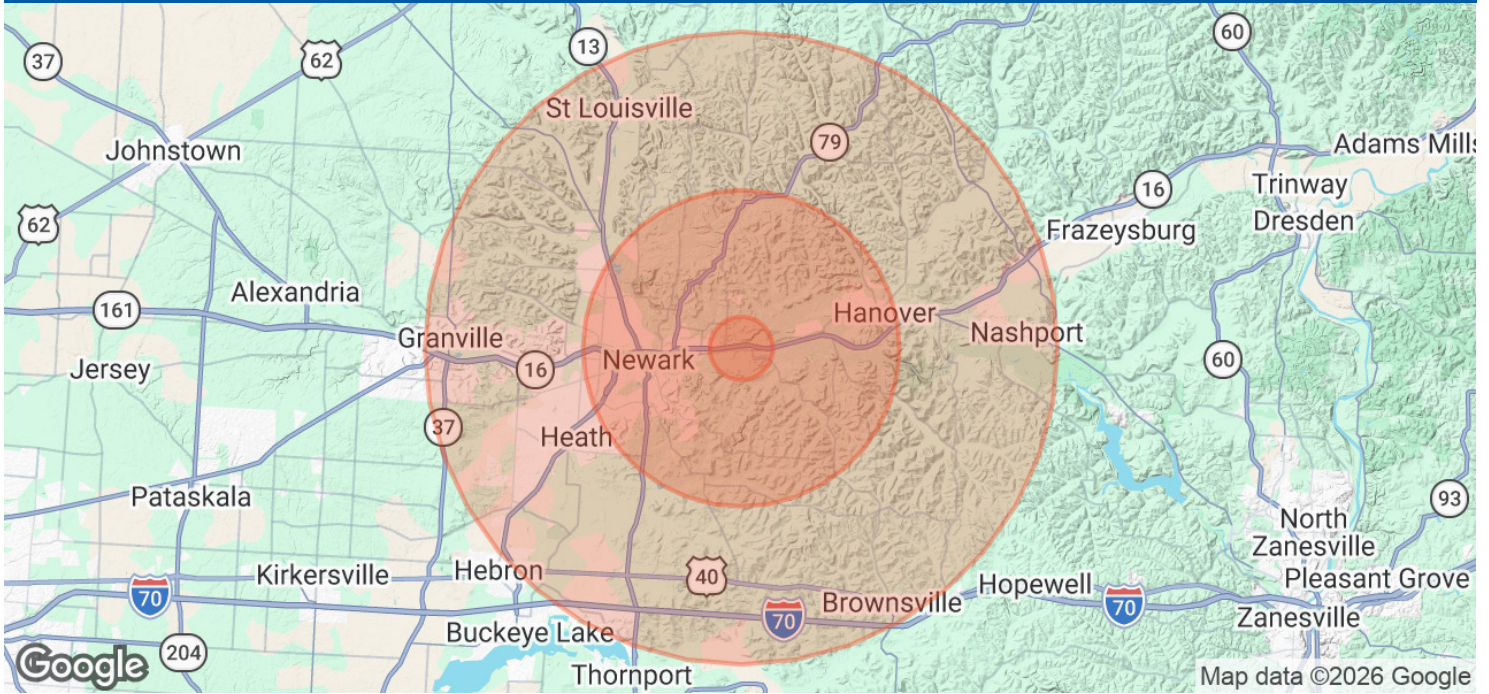 37
62
13
60
St Louisville
Johnstown
79
Adams Mills
16
Trinway
62
Dresden
Frazeysburg
Alexandria
161
Hanover
Granville
Nashport
Newark
16
60
Jersey
37
Heath
Pataskala
93
North
Zanesville
Kirkersville
Hebron
40
Hopewell
Pleasant Grove
70
Brownsville
70
70
Zanesville
Buckeye Lake
204
Thornport
Google
Map data ©2026 Google